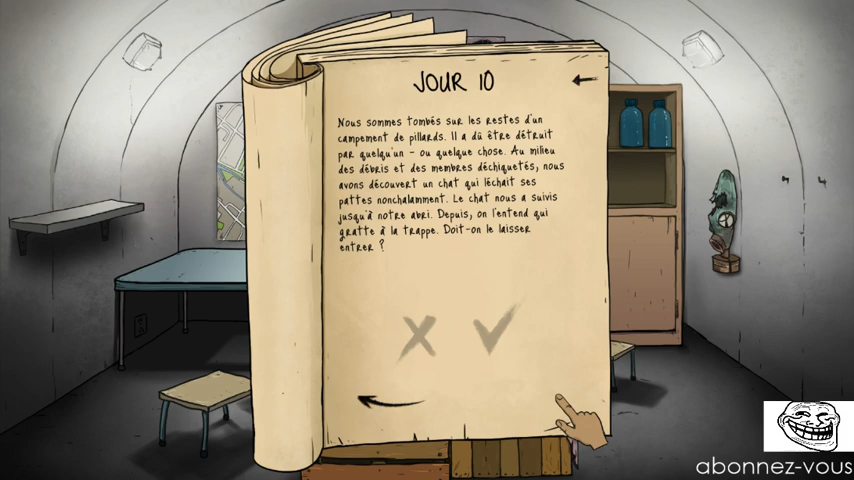 JOUR 10
Nous sommes tombés sur les restes d'un
campement de pillards. Il a dû être détruit
par quelqu'un - ou quelque chose. Au milieu
des débris et des membres déchiquetés, nous
avons découvert un chat qui léchait ses
pattes nonchalamment. Le chat nous a suivis
jusqu'à notre abri. Depuis, on l'entend qui
gratte à la trappe. Doit-on le laisser
entrer ?
abonnez-vous